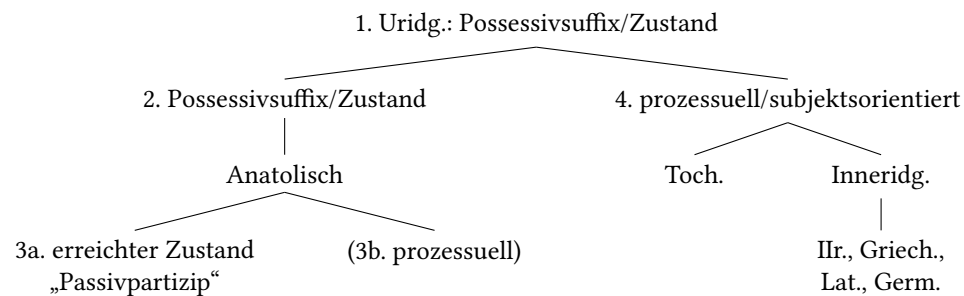 1. Uridg.: Possessivsuffix/Zustand
2. Possessivsuffix/Zustand
4. prozessuell/subjektsorientiert
Anatolisch
Toch.
Inneridg.
3a. erreichter Zustand
„Passivpartizip“
(3b. prozessuell)
IIr., Griech.,
Lat., Germ.